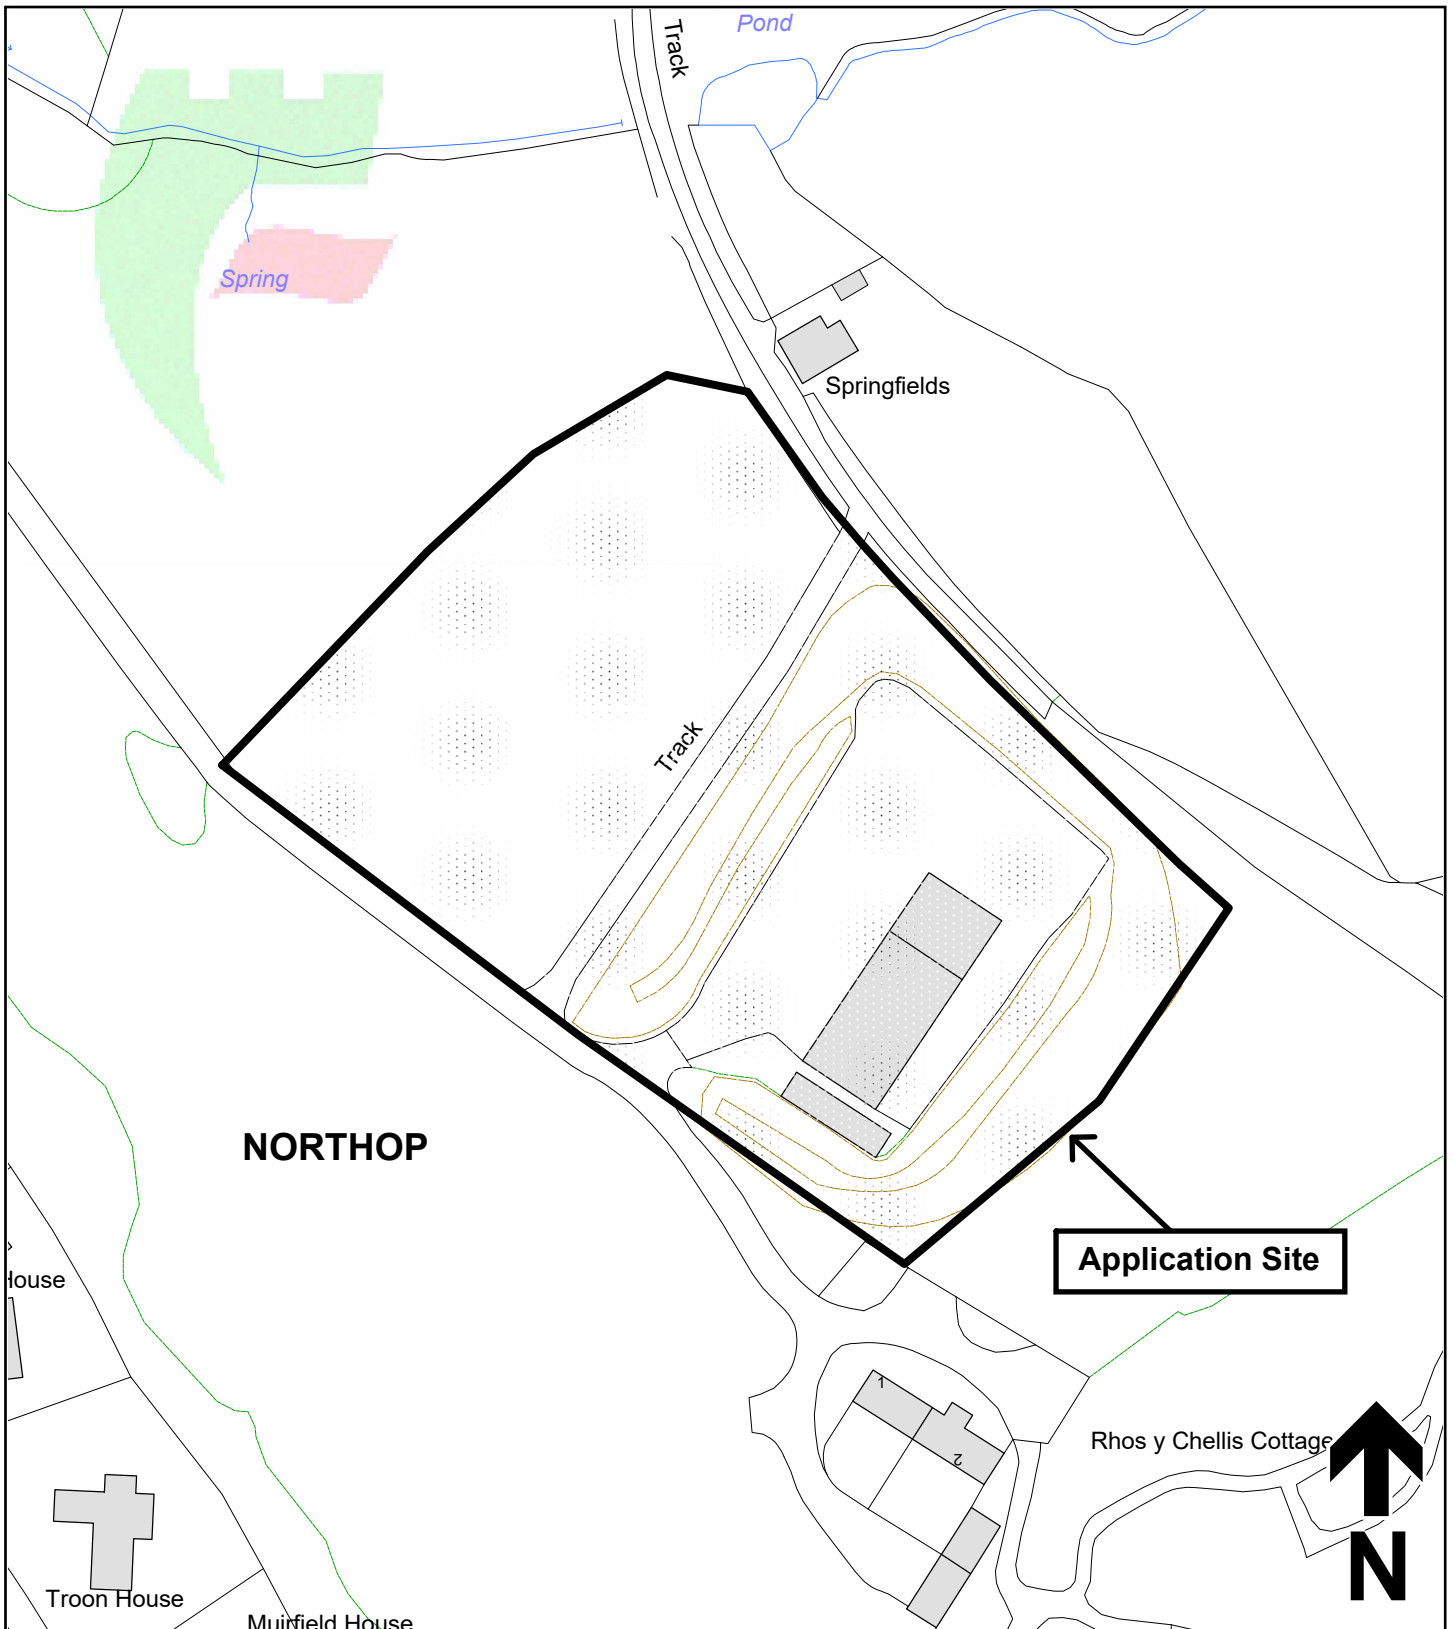 Pond
Track
Spring
Springfields
Track
NORTHOP
Application Site
House
1
2
Rhos y Chellis Cottage
N
Troon House
Muirfield House